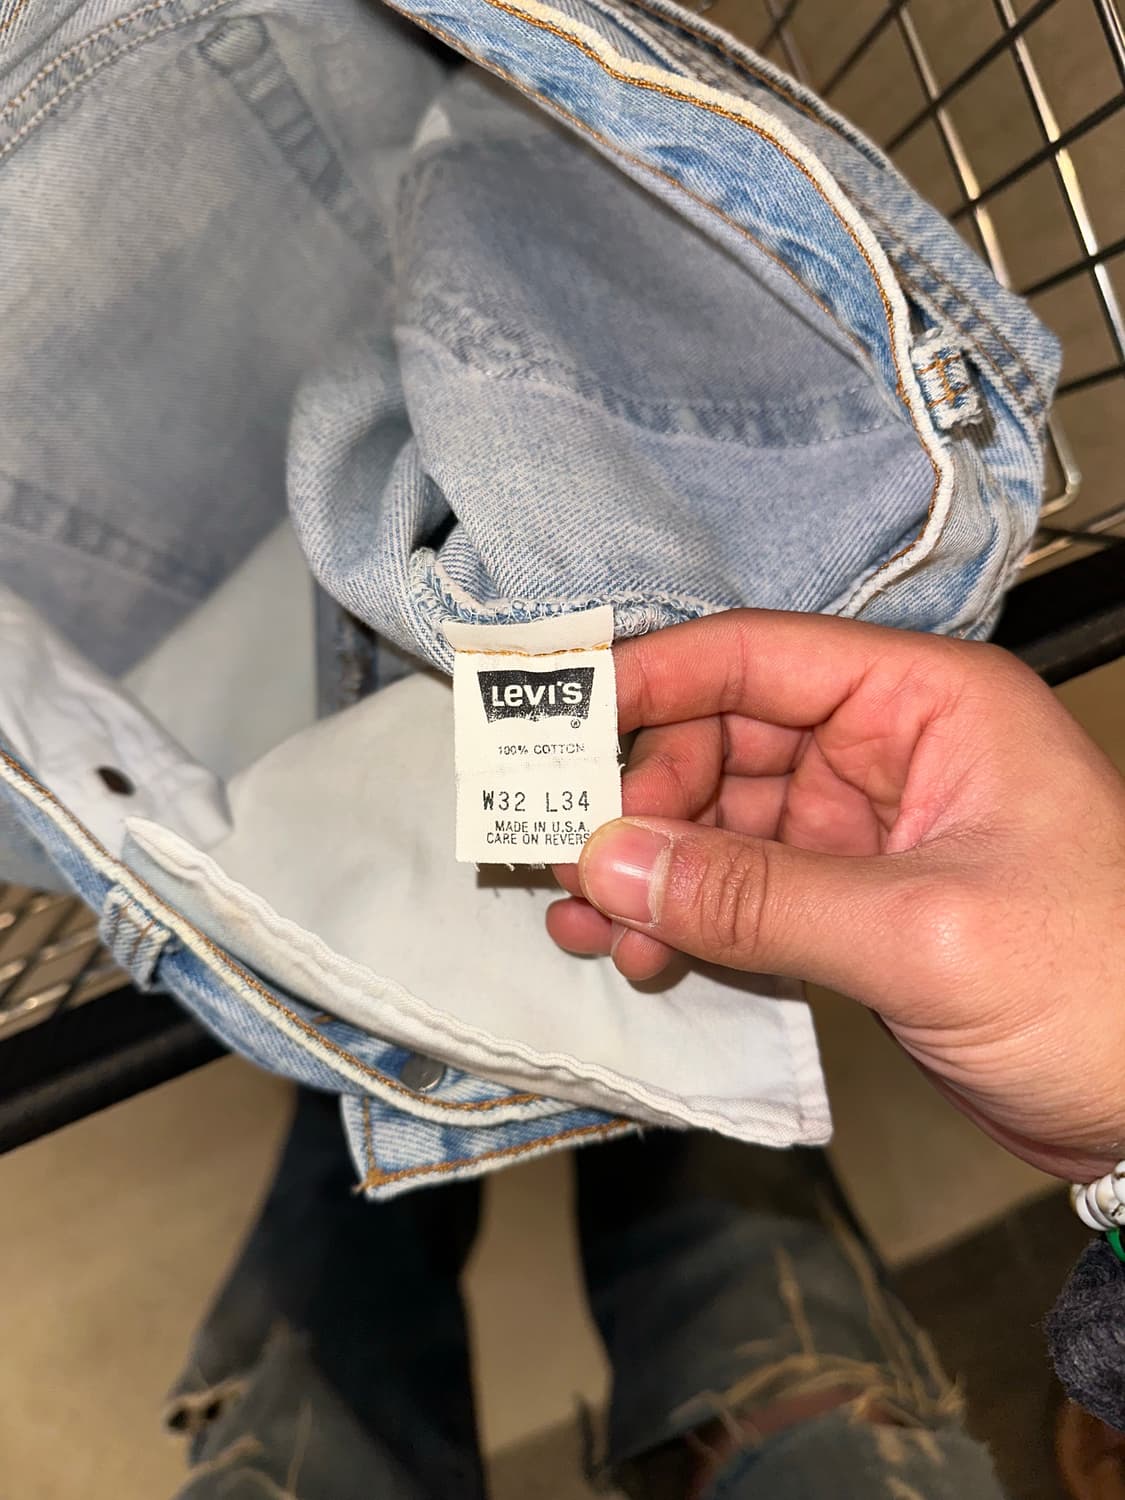 LEVI'S
®
100% COTTON
W32 L34
MADE IN U.S.A.
CARE ON REVERS